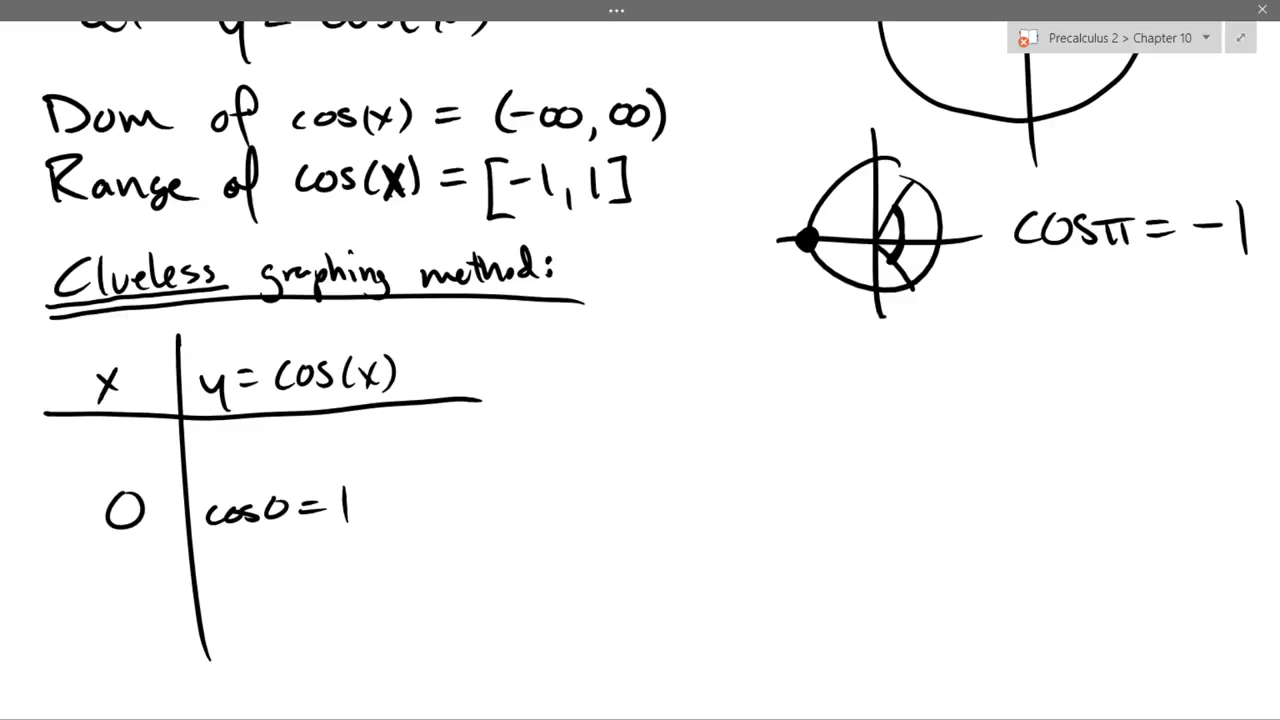 y = cos(x)
Precalculus 2 > Chapter 10
Dom of cos(x) = (-∞, ∞)
Range of cos(x) = [-1, 1]
cos π = -1
Clueless graphing method:
x y = cos(x)
0 cos 0 = 1